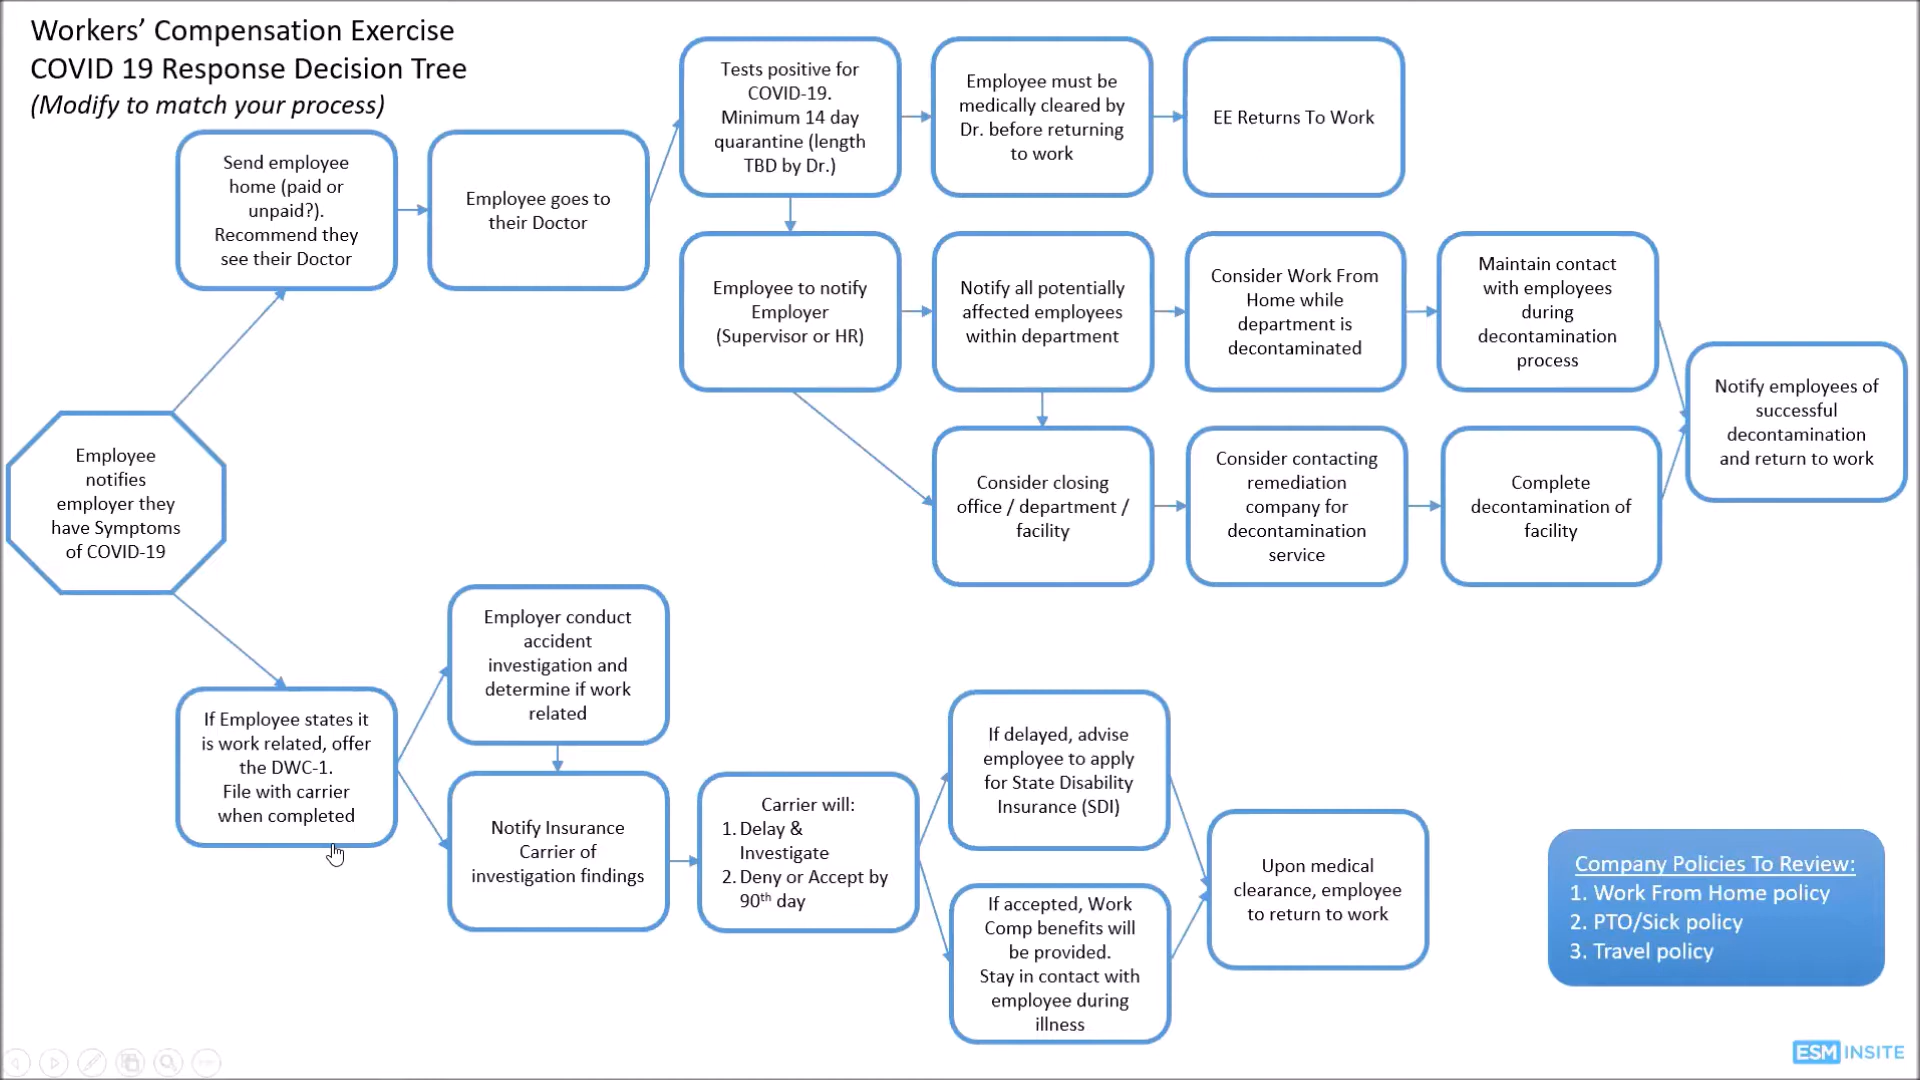 Workers’ Compensation Exercise
COVID 19 Response Decision Tree
(Modify to match your process)
Tests positive for
COVID-19.
Minimum 14 day
quarantine (length
TBD by Dr.)
Employee must be
medically cleared by
Dr. before returning
to work
EE Returns To Work
Send employee
home (paid or
unpaid?).
Recommend they
see their Doctor
Employee goes to
their Doctor
Employee to notify
Employer
(Supervisor or HR)
Notify all potentially
affected employees
within department
Consider Work From
Home while
department is
decontaminated
Maintain contact
with employees
during
decontamination
process
Notify employees of
successful
decontamination
and return to work
Employee
notifies
employer they
have Symptoms
of COVID-19
Consider closing
office / department /
facility
Consider contacting
remediation
company for
decontamination
service
Complete
decontamination of
facility
Employer conduct
accident
investigation and
determine if work
related
If Employee states it
is work related, offer
the DWC-1.
File with carrier
when completed
Notify Insurance
Carrier of
investigation findings
Carrier will:
1. Delay &
Investigate
2. Deny or Accept by
90th day
If delayed, advise
employee to apply
for State Disability
Insurance (SDI)
If accepted, Work
Comp benefits will
be provided.
Stay in contact with
employee during
illness
Upon medical
clearance, employee
to return to work
Company Policies To Review:
1. Work From Home policy
2. PTO/Sick policy
3. Travel policy
ESM INSITE